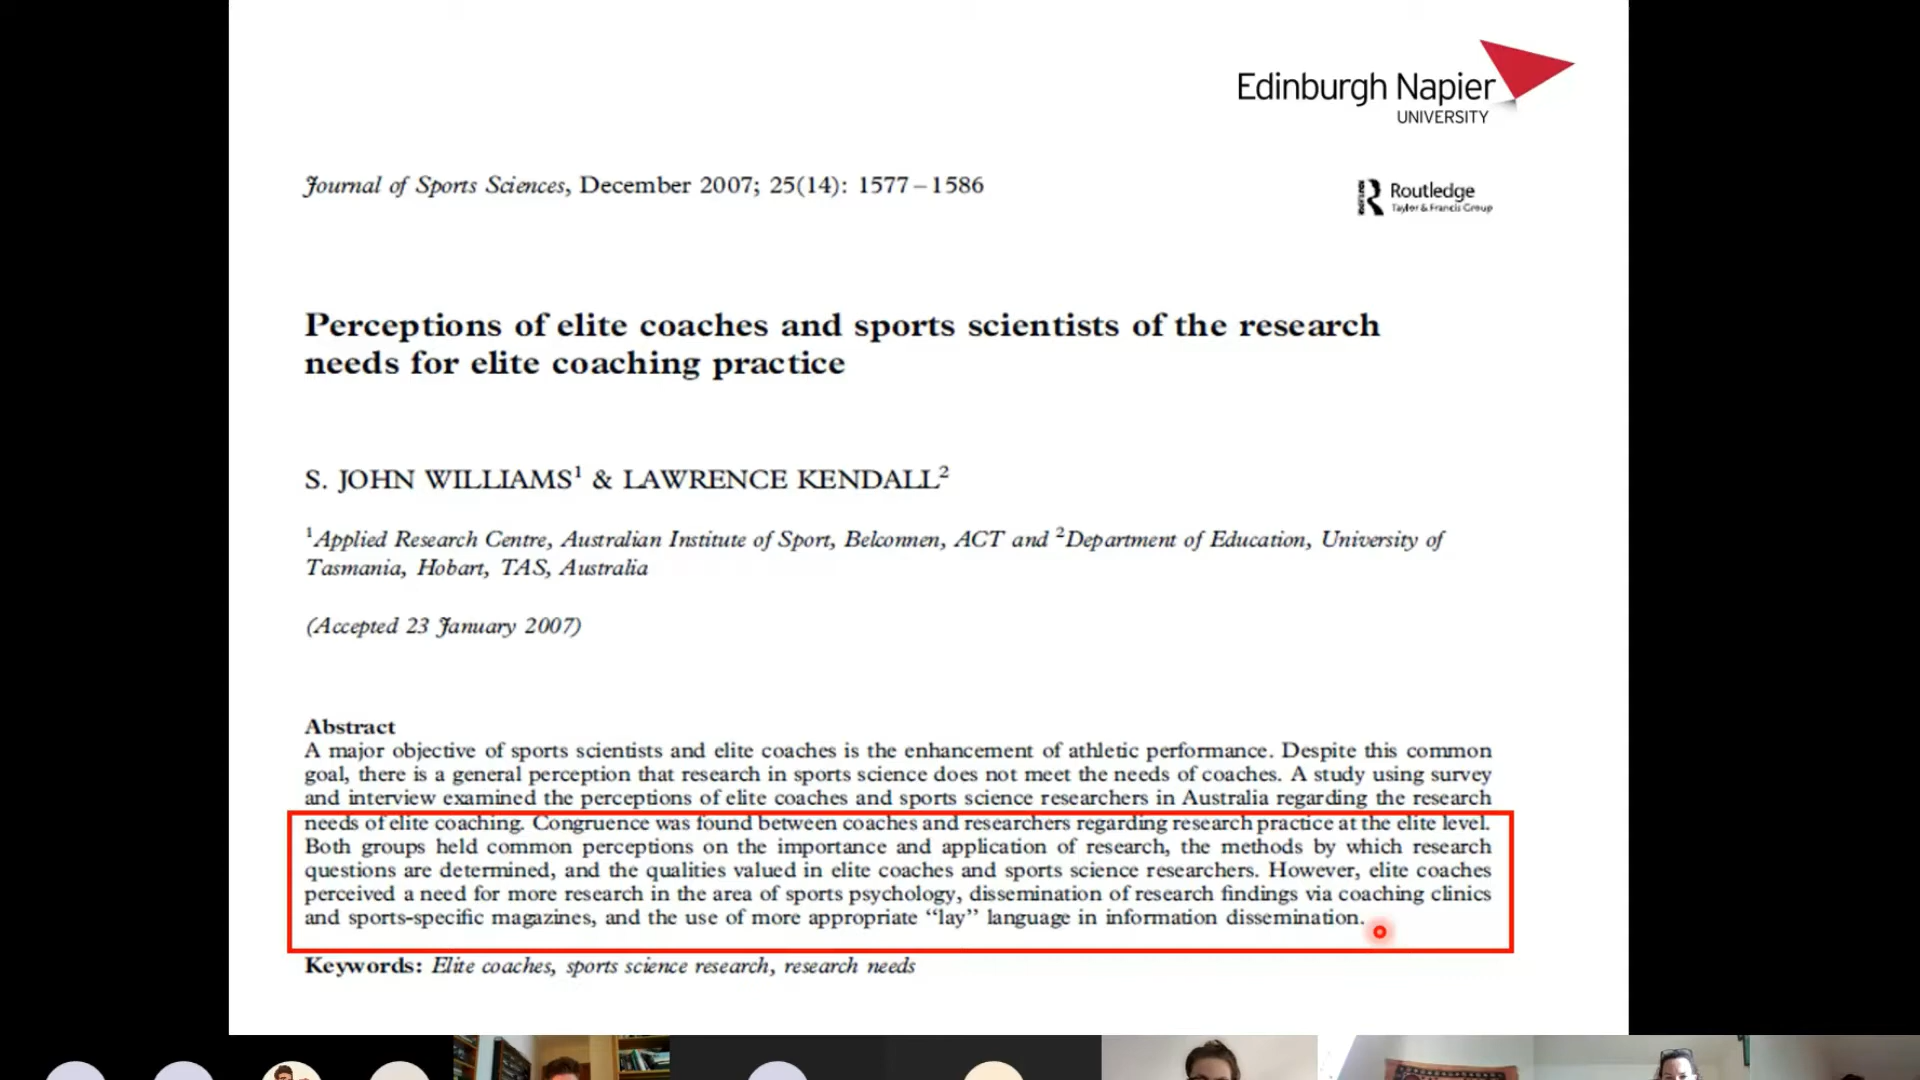 Edinburgh Napier
UNIVERSITY
Journal of Sports Sciences, December 2007; 25(14): 1577–1586
Routledge
Taylor & Francis Group
Perceptions of elite coaches and sports scientists of the research
needs for elite coaching practice
S. JOHN WILLIAMS¹ & LAWRENCE KENDALL²
¹Applied Research Centre, Australian Institute of Sport, Belconnen, ACT and ²Department of Education, University of
Tasmania, Hobart, TAS, Australia
(Accepted 23 January 2007)
Abstract
A major objective of sports scientists and elite coaches is the enhancement of athletic performance. Despite this common
goal, there is a general perception that research in sports science does not meet the needs of coaches. A study using survey
and interview examined the perceptions of elite coaches and sports science researchers in Australia regarding the research
needs of elite coaching. Congruence was found between coaches and researchers regarding research practice at the elite level.
Both groups held common perceptions on the importance and application of research, the methods by which research
questions are determined, and the qualities valued in elite coaches and sports science researchers. However, elite coaches
perceived a need for more research in the area of sports psychology, dissemination of research findings via coaching clinics
and sports-specific magazines, and the use of more appropriate “lay” language in information dissemination.
Keywords: Elite coaches, sports science research, research needs